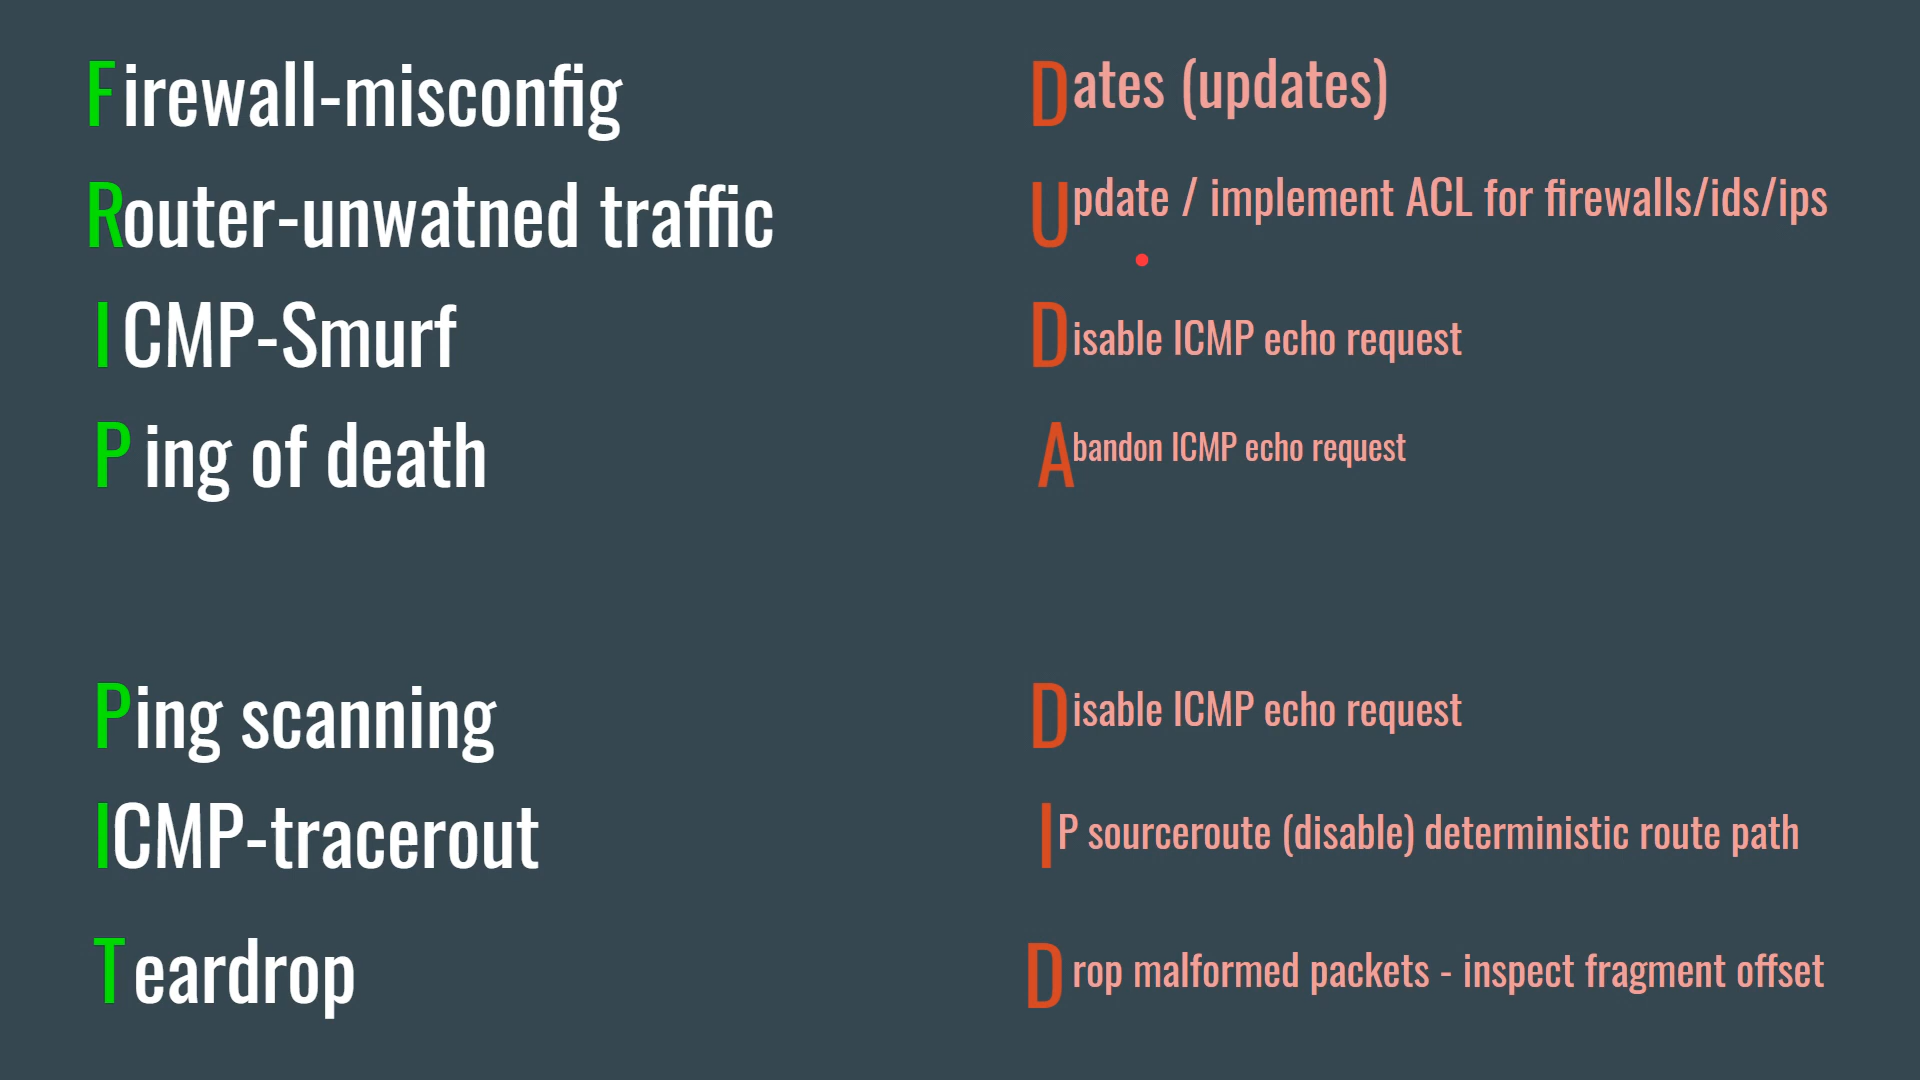 Firewall-misconfig
Dates (updates)
Router-unwatned traffic
Update / implement ACL for firewalls/ids/ips
ICMP-Smurf
Disable ICMP echo request
Ping of death
Abandon ICMP echo request
Ping scanning
Disable ICMP echo request
ICMP-tracerout
IP sourceroute (disable) deterministic route path
Teardrop
Drop malformed packets - inspect fragment offset